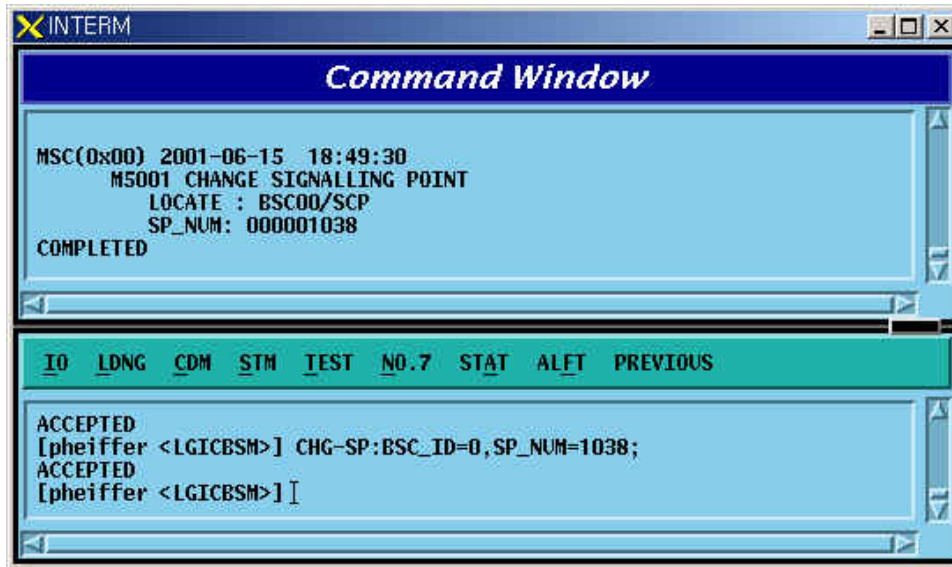 INTERM
Command Window
MSC(0x00) 2001-06-15 18:49:30
M5001 CHANGE SIGNALLING POINT
LOCATE : BSC00/SCP
SP_NUM: 000001038
COMPLETED
IO LDNG CDM STM TEST NO.7 STAT ALFT PREVIOUS
ACCEPTED
[pheiffer <LGICBSM>] CHG-SP:BSC_ID=0,SP_NUM=1038;
ACCEPTED
[pheiffer <LGICBSM>]